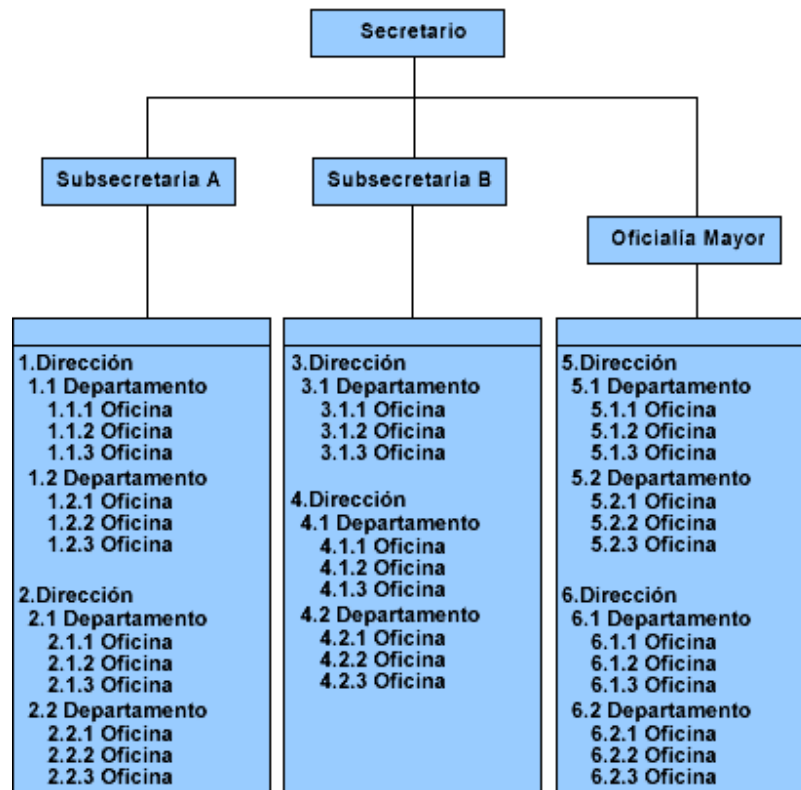 Secretario
Subsecretaria A
Subsecretaria B
Oficialía Mayor
1.Dirección
1.1 Departamento
1.1.1 Oficina
1.1.2 Oficina
1.1.3 Oficina
1.2 Departamento
1.2.1 Oficina
1.2.2 Oficina
1.2.3 Oficina
2.Dirección
2.1 Departamento
2.1.1 Oficina
2.1.2 Oficina
2.1.3 Oficina
2.2 Departamento
2.2.1 Oficina
2.2.2 Oficina
2.2.3 Oficina
3.Dirección
3.1 Departamento
3.1.1 Oficina
3.1.2 Oficina
3.1.3 Oficina
4.Dirección
4.1 Departamento
4.1.1 Oficina
4.1.2 Oficina
4.1.3 Oficina
4.2 Departamento
4.2.1 Oficina
4.2.2 Oficina
4.2.3 Oficina
5.Dirección
5.1 Departamento
5.1.1 Oficina
5.1.2 Oficina
5.1.3 Oficina
5.2 Departamento
5.2.1 Oficina
5.2.2 Oficina
5.2.3 Oficina
6.Dirección
6.1 Departamento
6.1.1 Oficina
6.1.2 Oficina
6.1.3 Oficina
6.2 Departamento
6.2.1 Oficina
6.2.2 Oficina
6.2.3 Oficina